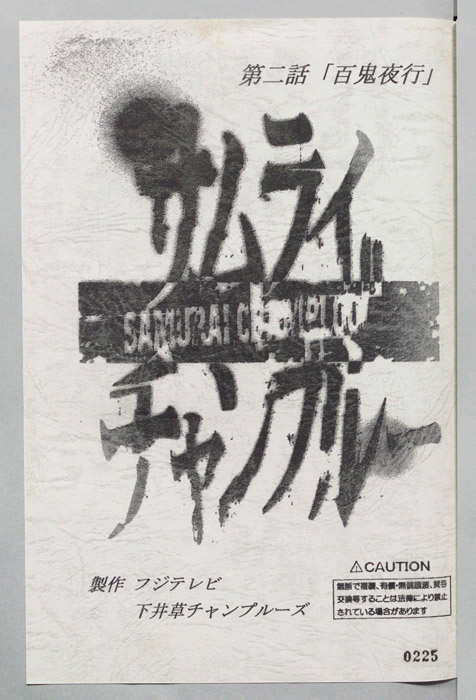 第二話「百鬼夜行」
サムライ
SAMURAI CHAMPLOO
チャンプルー
製作 フジテレビ
下井草チャンプルーズ
⚠CAUTION
無断で複製、有償・無償譲渡、貸与
交換等することは法律により禁止
されている場合があります
0225